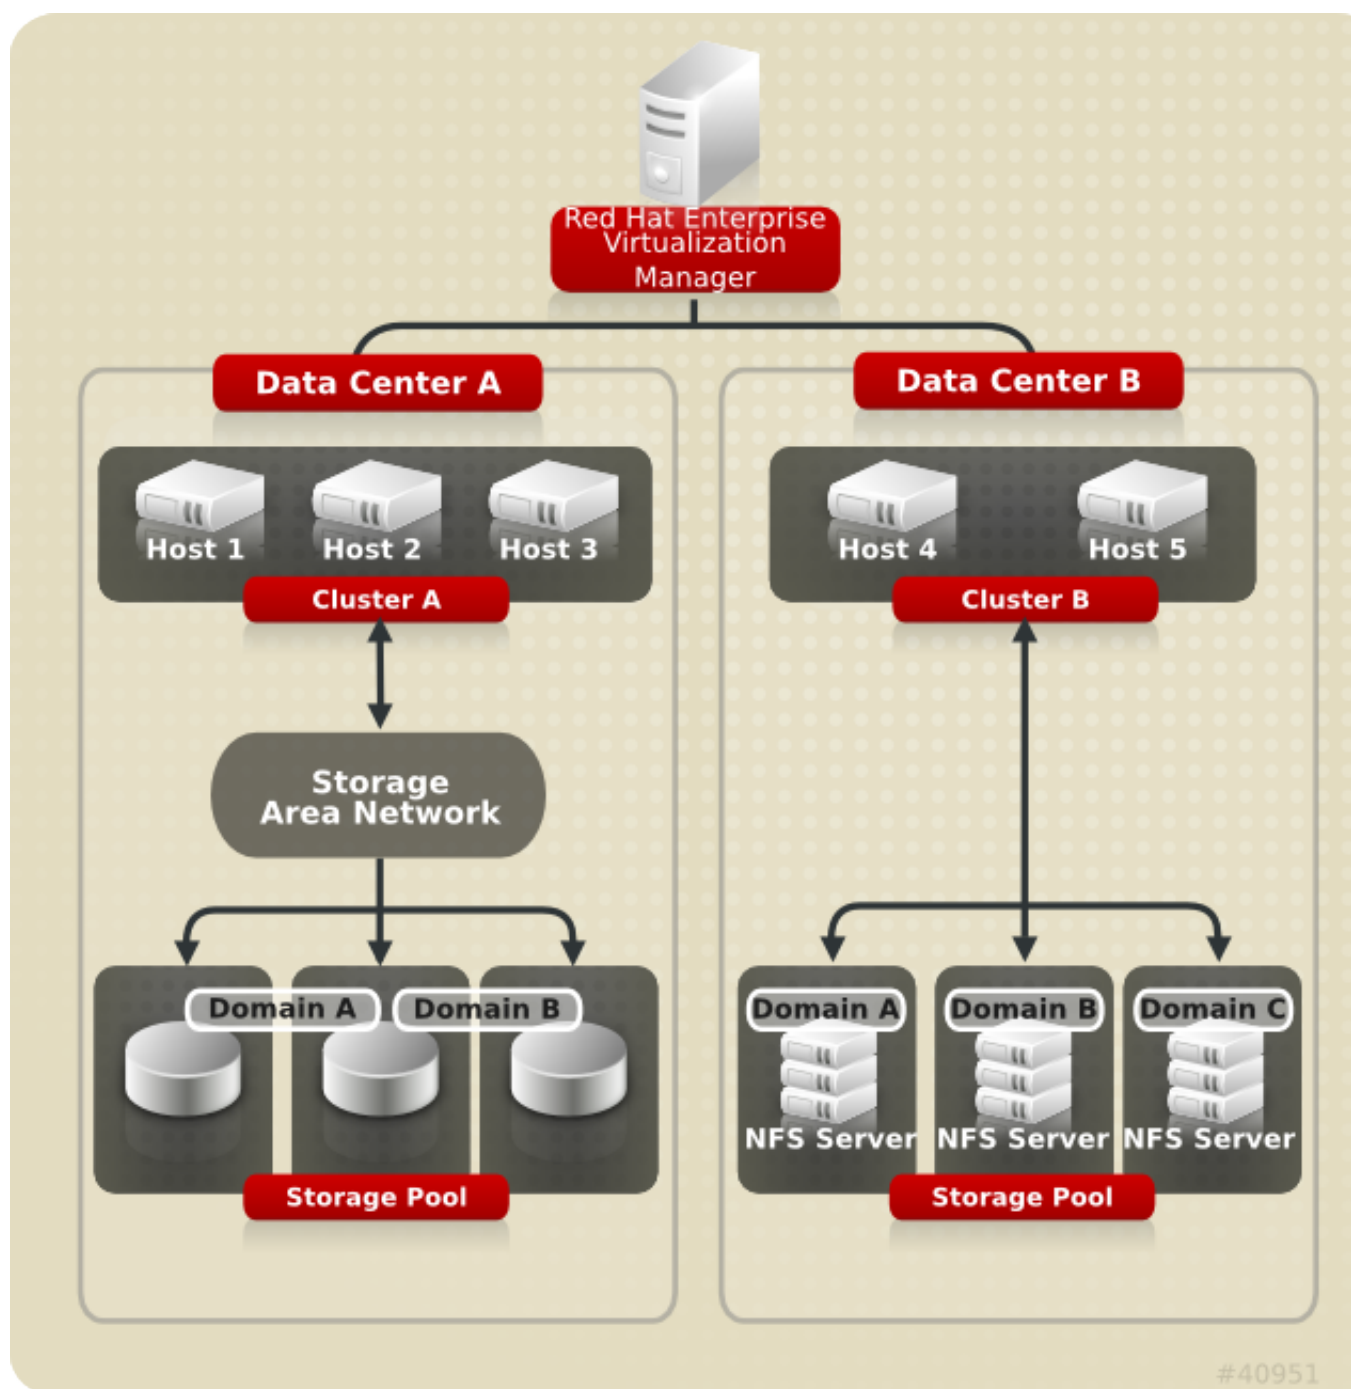 Red Hat Enterprise
Virtualization
Manager
Data Center A
Data Center B
Host 1
Host 2
Host 3
Host 4
Host 5
Cluster A
Cluster B
Storage
Area Network
Domain A
Domain B
Domain A
Domain B
Domain C
NFS Server
NFS Server
NFS Server
Storage Pool
Storage Pool
#40951